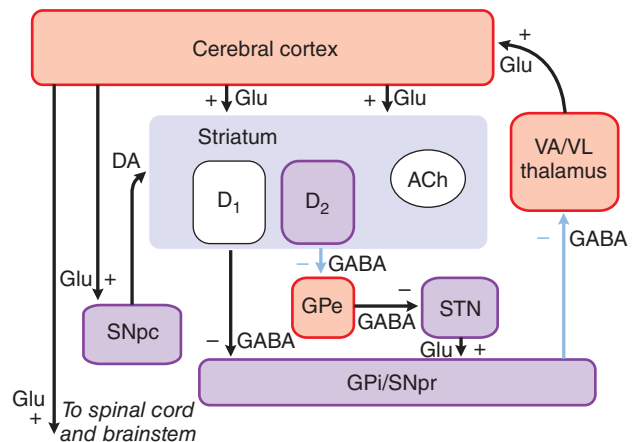 Cerebral cortex
+
Glu
+ Glu
+ Glu
Striatum
VA/VL
thalamus
DA
D1
D2
ACh
– GABA
– GABA
Glu +
GPe
–
GABA
STN
SNpc
– GABA
Glu +
GPi/SNpr
Glu
+
To spinal cord
and brainstem